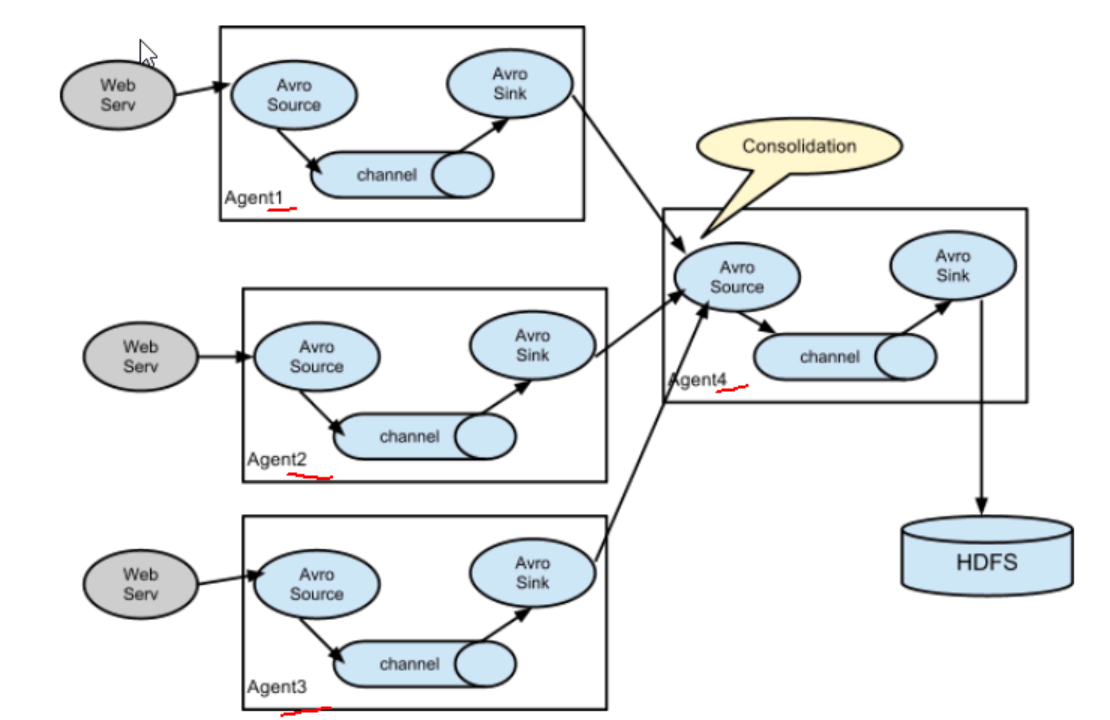 Web
Serv
Avro
Source
Avro
Sink
channel
Agent1
Consolidation
Web
Serv
Avro
Source
Avro
Sink
channel
Agent2
Avro
Source
Avro
Sink
channel
Agent4
Web
Serv
Avro
Source
Avro
Sink
channel
Agent3
HDFS